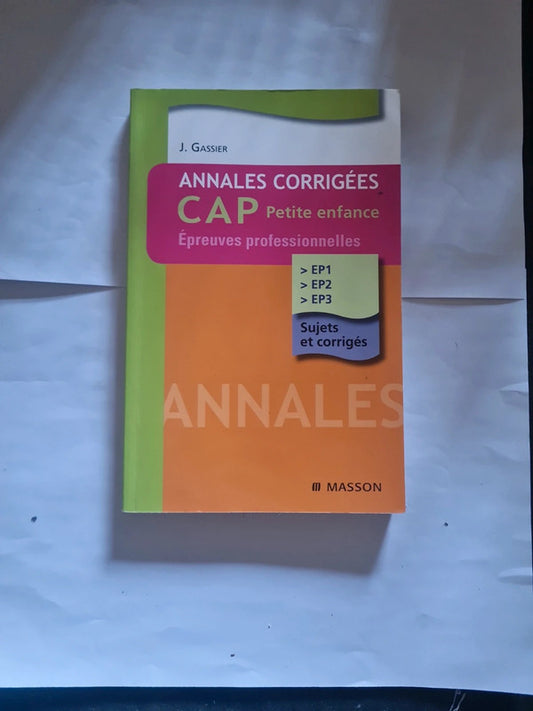 J. GASSIER
ANNALES CORRIGÉES
CAP Petite enfance
Épreuves professionnelles
> EP1
> EP2
> EP3
Sujets
et corrigés
ANNALES
MASSON